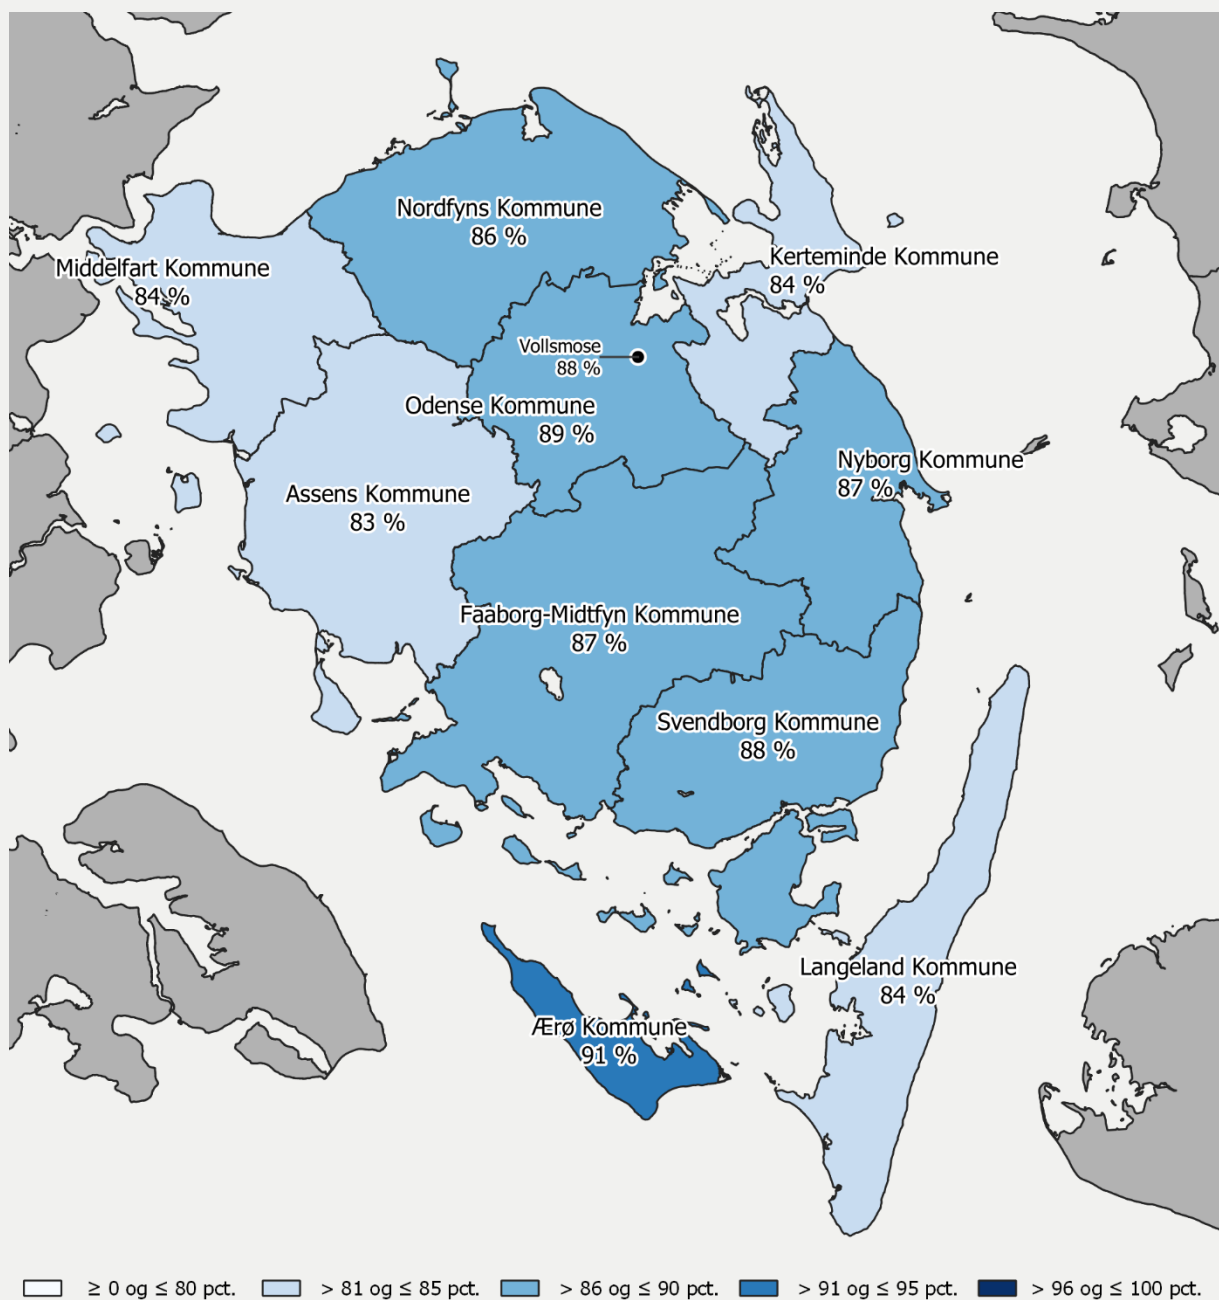 Nordfyns Kommune
86 %
Middelfart Kommune
84 %
Kerteminde Kommune
84 %
Vollsmose
88 %
Odense Kommune
89 %
Nyborg Kommune
87 %
Assens Kommune
83 %
Faaborg-Midtfyn Kommune
87 %
Svendborg Kommune
88 %
Langeland Kommune
84 %
Ærø Kommune
91 %
≥ 0 og ≤ 80 pct.
> 81 og ≤ 85 pct.
> 86 og ≤ 90 pct.
> 91 og ≤ 95 pct.
> 96 og ≤ 100 pct.